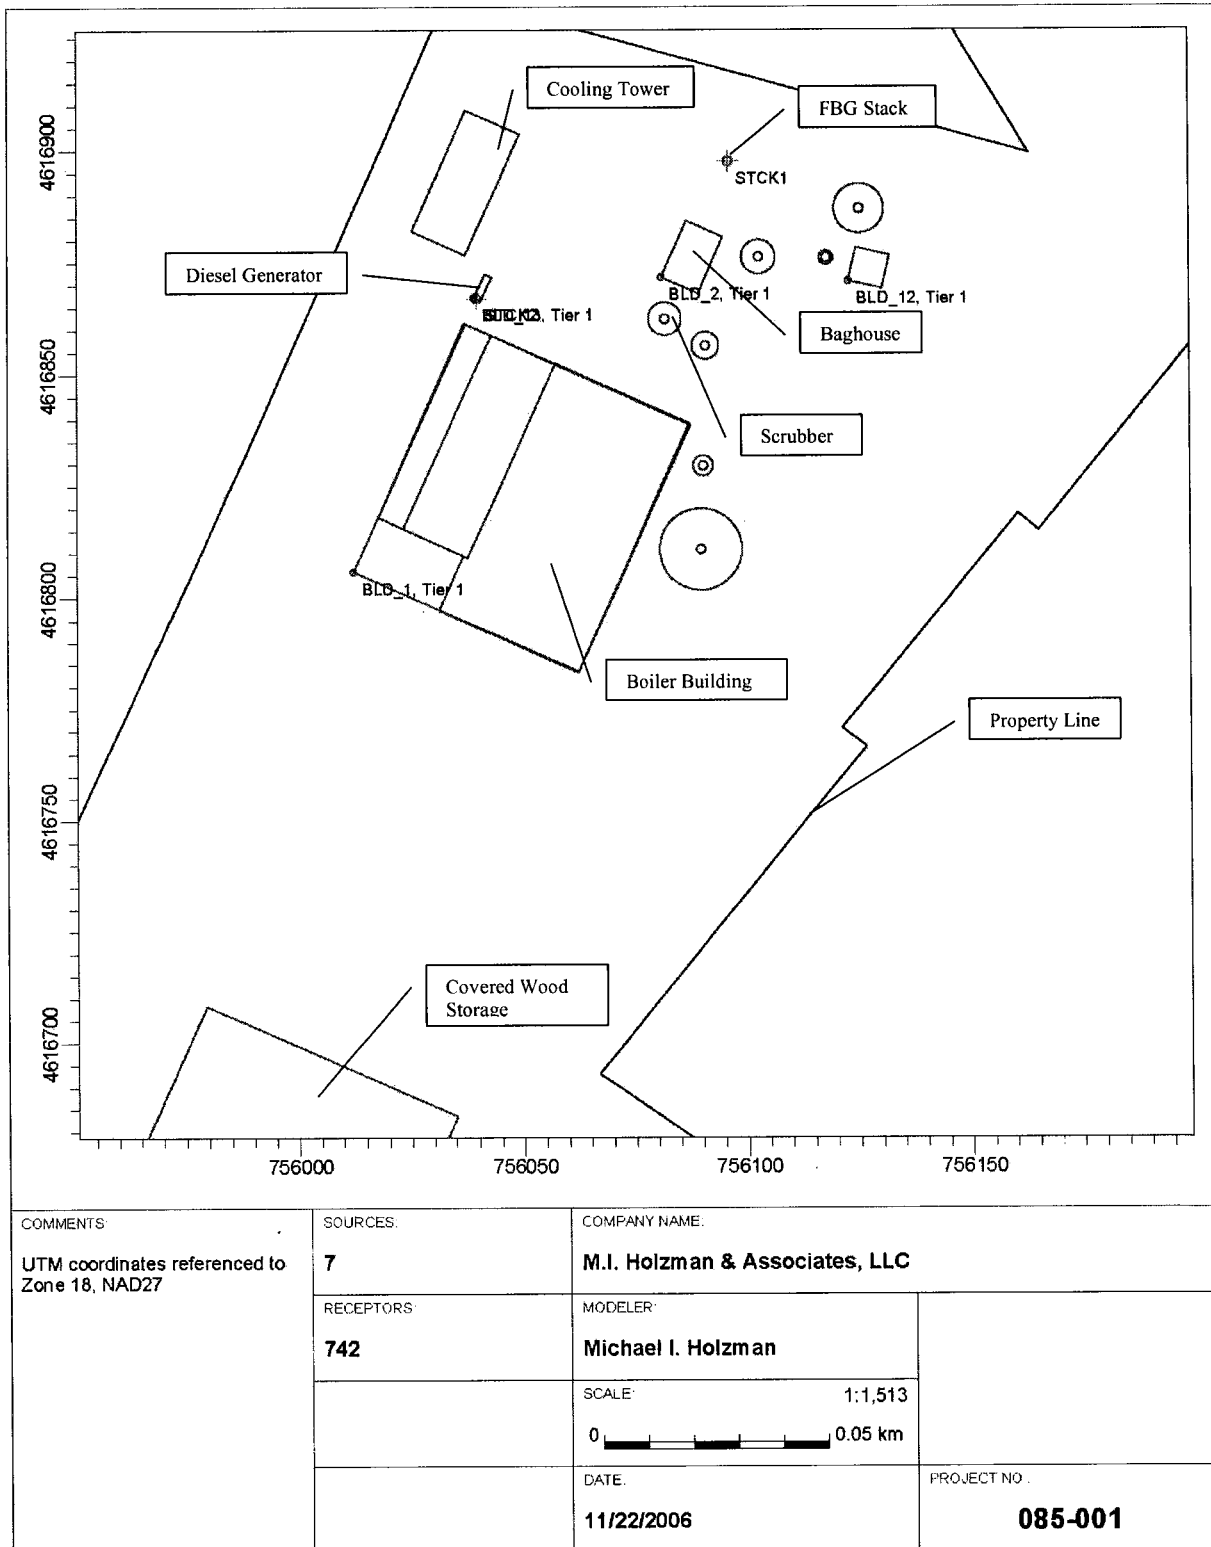 Cooling Tower
FBG Stack
4616900
STCK1
Diesel Generator
BLD_2, Tier 1
BLD_12, Tier 1
Tier 1
Baghouse
4616850
Scrubber
4616800
BLD_1, Tier 1
Boiler Building
Property Line
4616750
Covered Wood
Storage
4616700
756000
756050
756100
756150
COMMENTS:
UTM coordinates referenced to
Zone 18, NAD27
SOURCES:
7
COMPANY NAME:
M.I. Holzman & Associates, LLC
RECEPTORS:
742
MODELER:
Michael I. Holzman
SCALE:
1:1,513
0
0.05 km
DATE:
11/22/2006
PROJECT NO.:
085-001